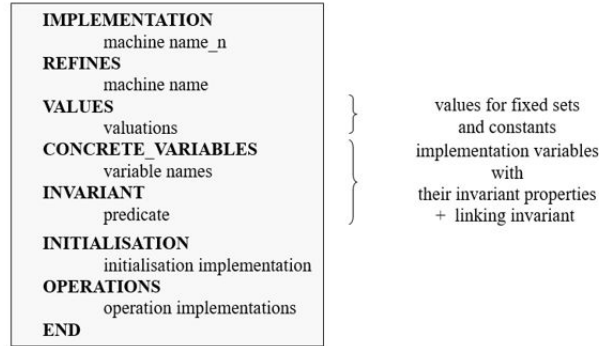 IMPLEMENTATION
machine name_n
REFINES
machine name
VALUES
valuations
CONCRETE_VARIABLES
variable names
INVARIANT
predicate
INITIALISATION
initialisation implementation
OPERATIONS
operation implementations
END
values for fixed sets
and constants
implementation variables
with
their invariant properties
+ linking invariant